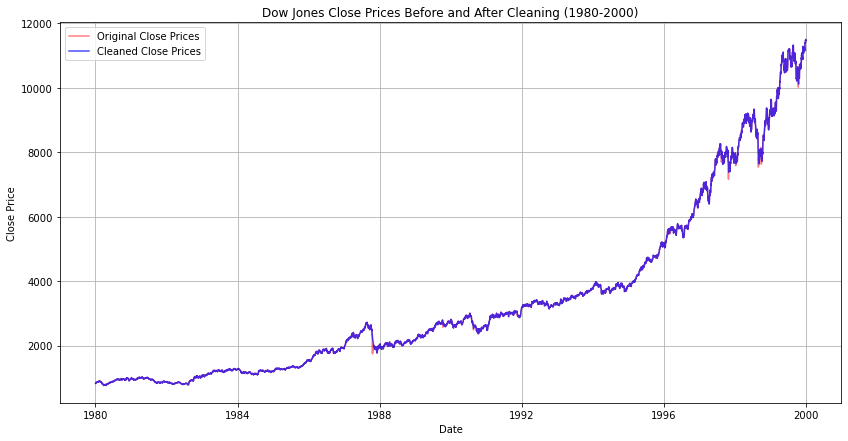 Dow Jones Close Prices Before and After Cleaning (1980-2000)
12000
Original Close Prices
Cleaned Close Prices
10000
8000
Close Price
6000
4000
2000
1980 1984 1988 1992 1996 2000
Date